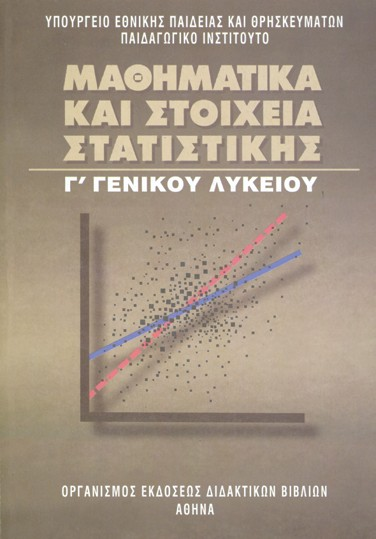 ΥΠΟΥΡΓΕΙΟ ΕΘΝΙΚΗΣ ΠΑΙΔΕΙΑΣ ΚΑΙ ΘΡΗΣΚΕΥΜΑΤΩΝ
ΠΑΙΔΑΓΩΓΙΚΟ ΙΝΣΤΙΤΟΥΤΟ
ΜΑΘΗΜΑΤΙΚΑ
ΚΑΙ ΣΤΟΙΧΕΙΑ
ΣΤΑΤΙΣΤΙΚΗΣ
Γ’ ΓΕΝΙΚΟΥ ΛΥΚΕΙΟΥ
ΟΡΓΑΝΙΣΜΟΣ ΕΚΔΟΣΕΩΣ ΔΙΔΑΚΤΙΚΩΝ ΒΙΒΛΙΩΝ
ΑΘΗΝΑ